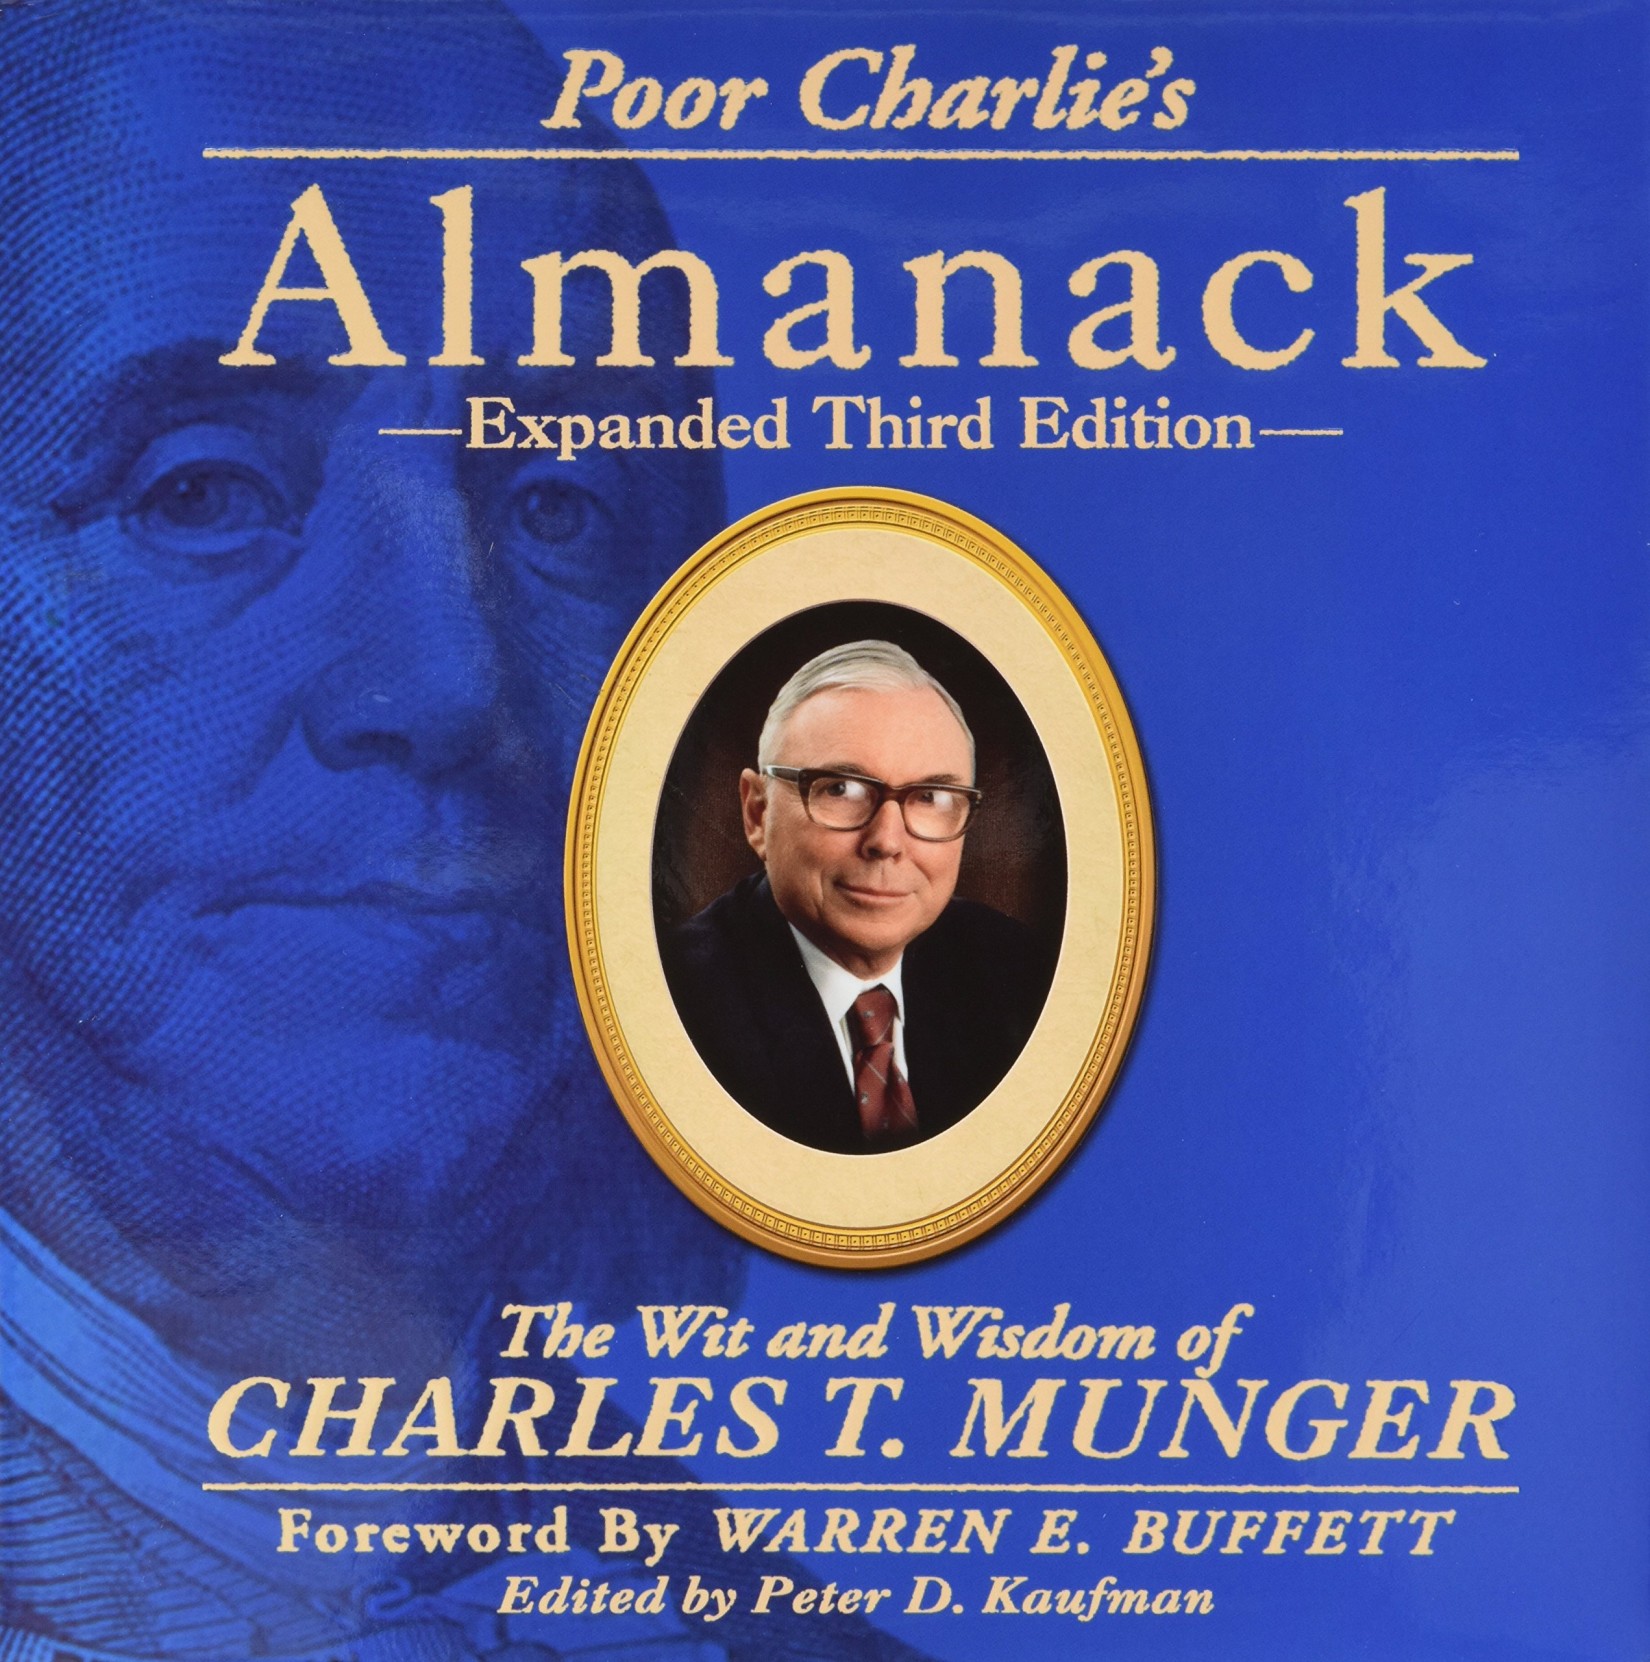 Poor Charlie's
Almanack
—Expanded Third Edition—
The Wit and Wisdom of
CHARLES T. MUNGER
Foreword By WARREN E. BUFFETT
Edited by Peter D. Kaufman